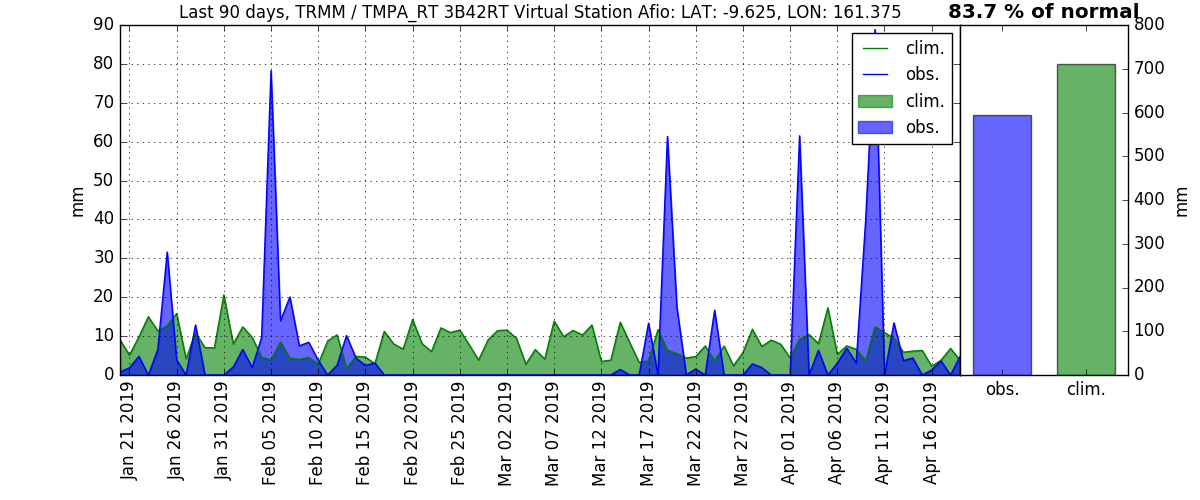 Last 90 days, TRMM / TMPA_RT 3B42RT Virtual Station Afio: LAT: -9.625, LON: 161.375
83.7 % of normal
90
80
70
60
50
40
30
20
10
0
mm
clim.
obs.
clim.
obs.
800
700
600
500
400
300
200
100
0
mm
Jan 21 2019
Jan 26 2019
Jan 31 2019
Feb 05 2019
Feb 10 2019
Feb 15 2019
Feb 20 2019
Feb 25 2019
Mar 02 2019
Mar 07 2019
Mar 12 2019
Mar 17 2019
Mar 22 2019
Mar 27 2019
Apr 01 2019
Apr 06 2019
Apr 11 2019
Apr 16 2019
obs.
clim.